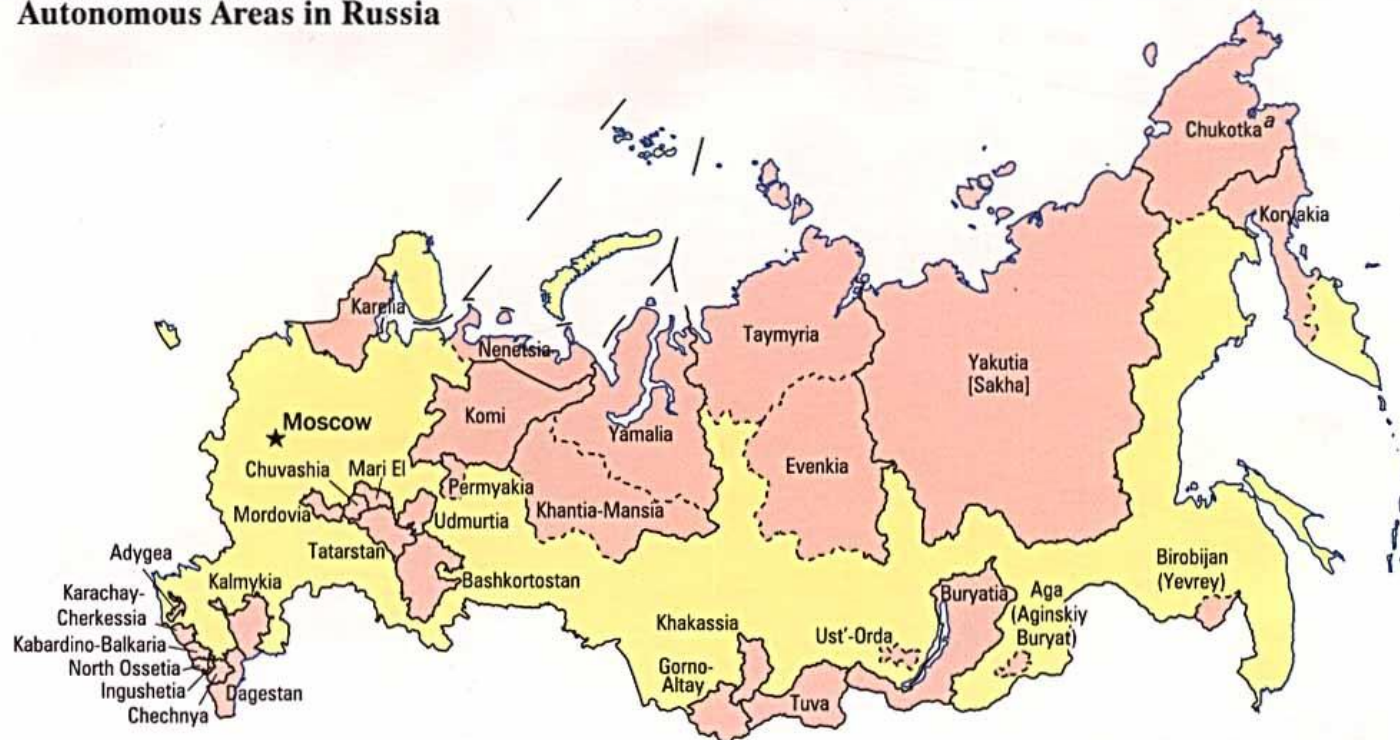 Autonomous Areas in Russia
Chukotka a
Koryakia
Karelia
Nenetsia
Taymyria
Yakutia
[Sakha]
Komi
Moscow
Yamalia
Evenkia
Chuvashia
Mari El
Permyakia
Khantia-Mansia
Mordovia
Udmurtia
Tatarstan
Adygea
Kalmykia
Bashkortostan
Birobijan
(Yevrey)
Karachay-
Cherkessia
Buryatia
Aga
(Aginskiy
Buryat)
Khakassia
Ust'-Orda
Kabardino-Balkaria
North Ossetia
Gorno-
Altay
Ingushetia
Dagestan
Chechnya
Tuva